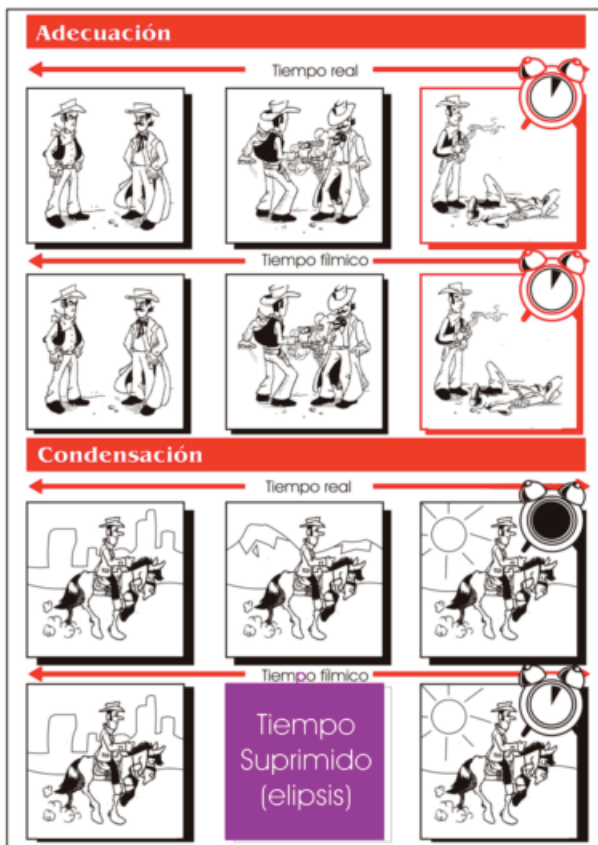 Adecuación
Tiempo real
Tiempo fílmico
Condensación
Tiempo real
Tiempo fílmico
Tiempo
Suprimido
(elipsis)